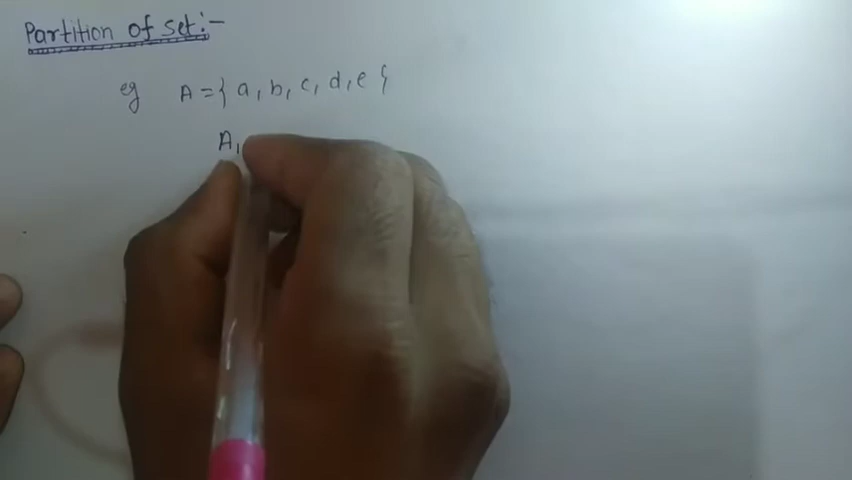 Partition of set:-
eg A = { a, b, c, d, e }
A1